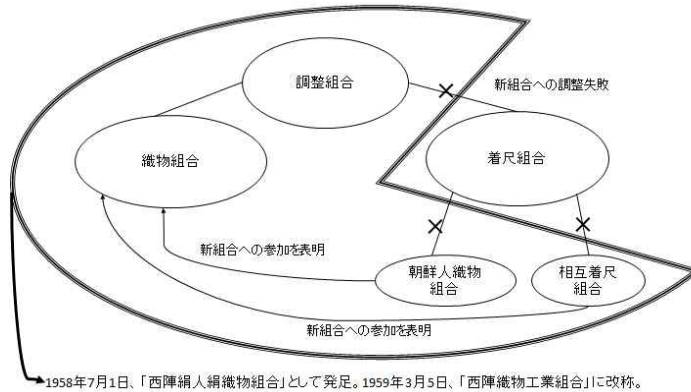 調整組合
新組合への調整失敗
織物組合
着尺組合
新組合への参加を表明
朝鮮人織物
組合
相互着尺
組合
新組合への参加を表明
1958年7月1日、「西陣絹人絹織物組合」として発足。1959年3月5日、「西陣織物工業組合」に改称。